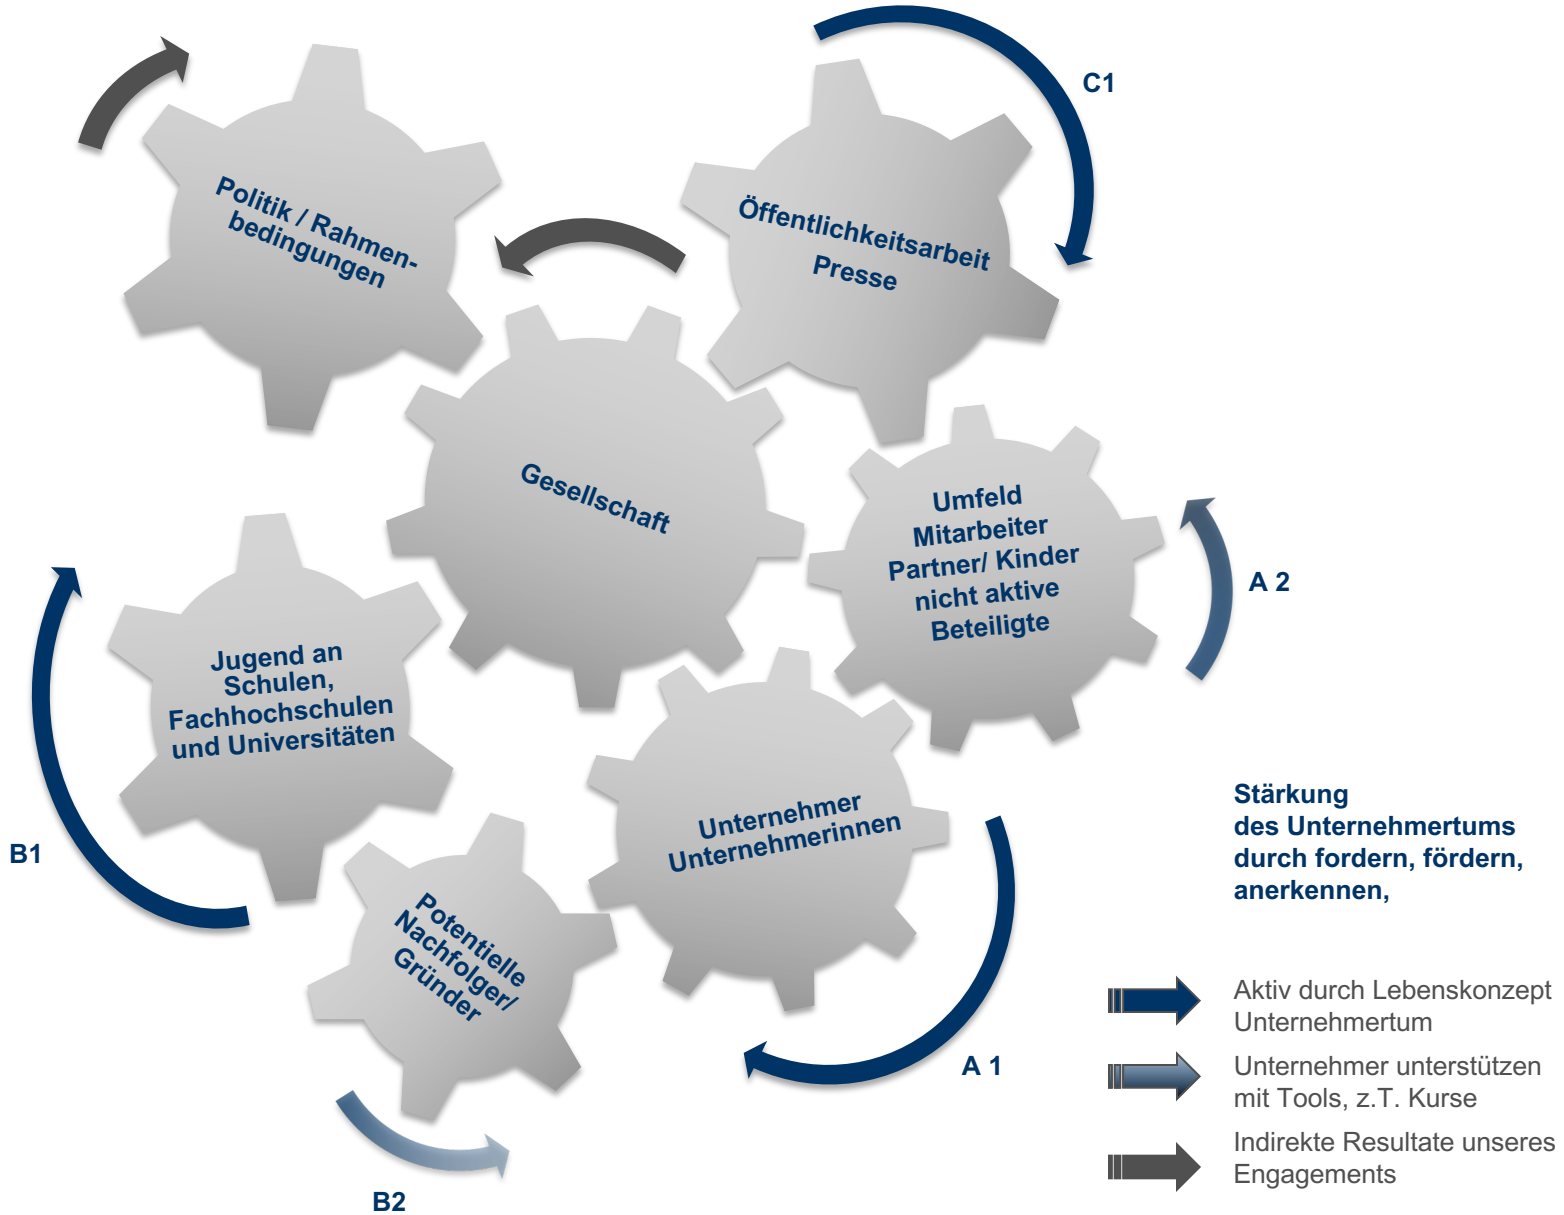 C1
Politik / Rahmen-
bedingungen
Öffentlichkeitsarbeit
Presse
Gesellschaft
Umfeld
Mitarbeiter
Partner/ Kinder
nicht aktive
Beteiligte
A 2
Jugend an
Schulen,
Fachhochschulen
und Universitäten
B1
Unternehmer
Unternehmerinnen
A 1
Potentielle
Nachfolger/
Gründer
B2
Stärkung
des Unternehmertums
durch fordern, fördern,
anerkennen,
Aktiv durch Lebenskonzept
Unternehmertum
Unternehmer unterstützen
mit Tools, z.T. Kurse
Indirekte Resultate unseres
Engagements